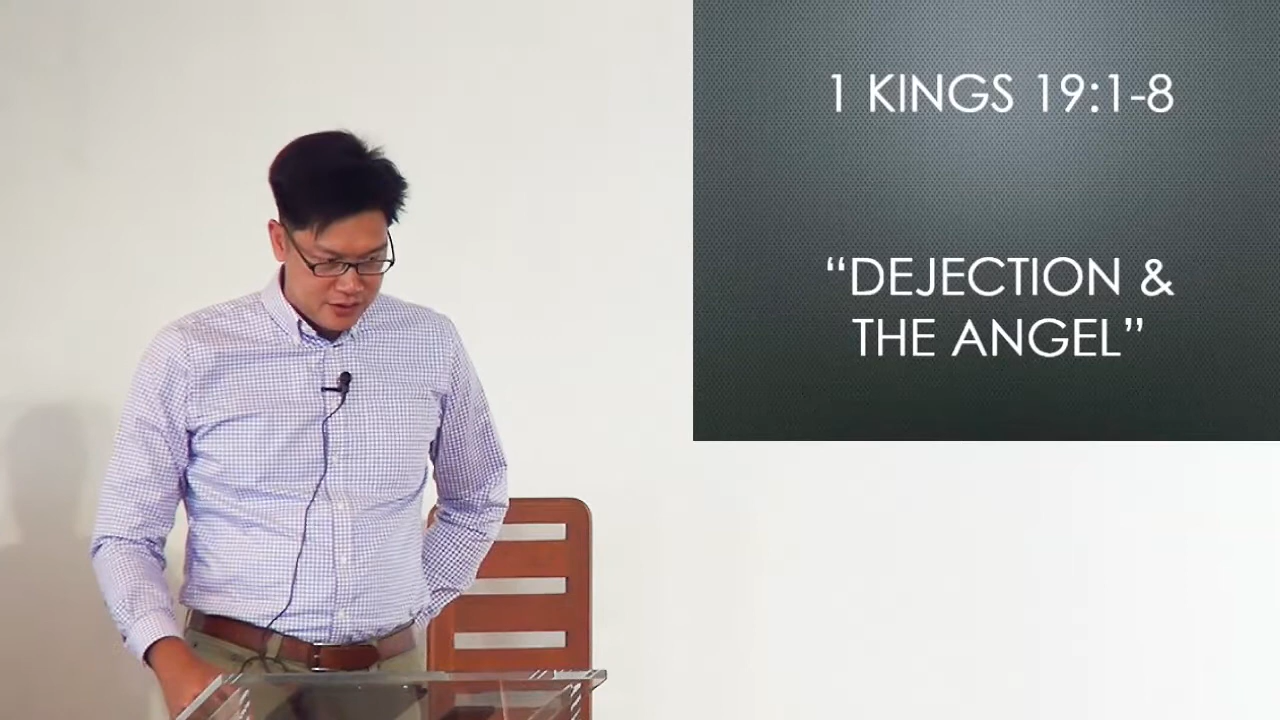 1 KINGS 19:1-8
“DEJECTION &
THE ANGEL”